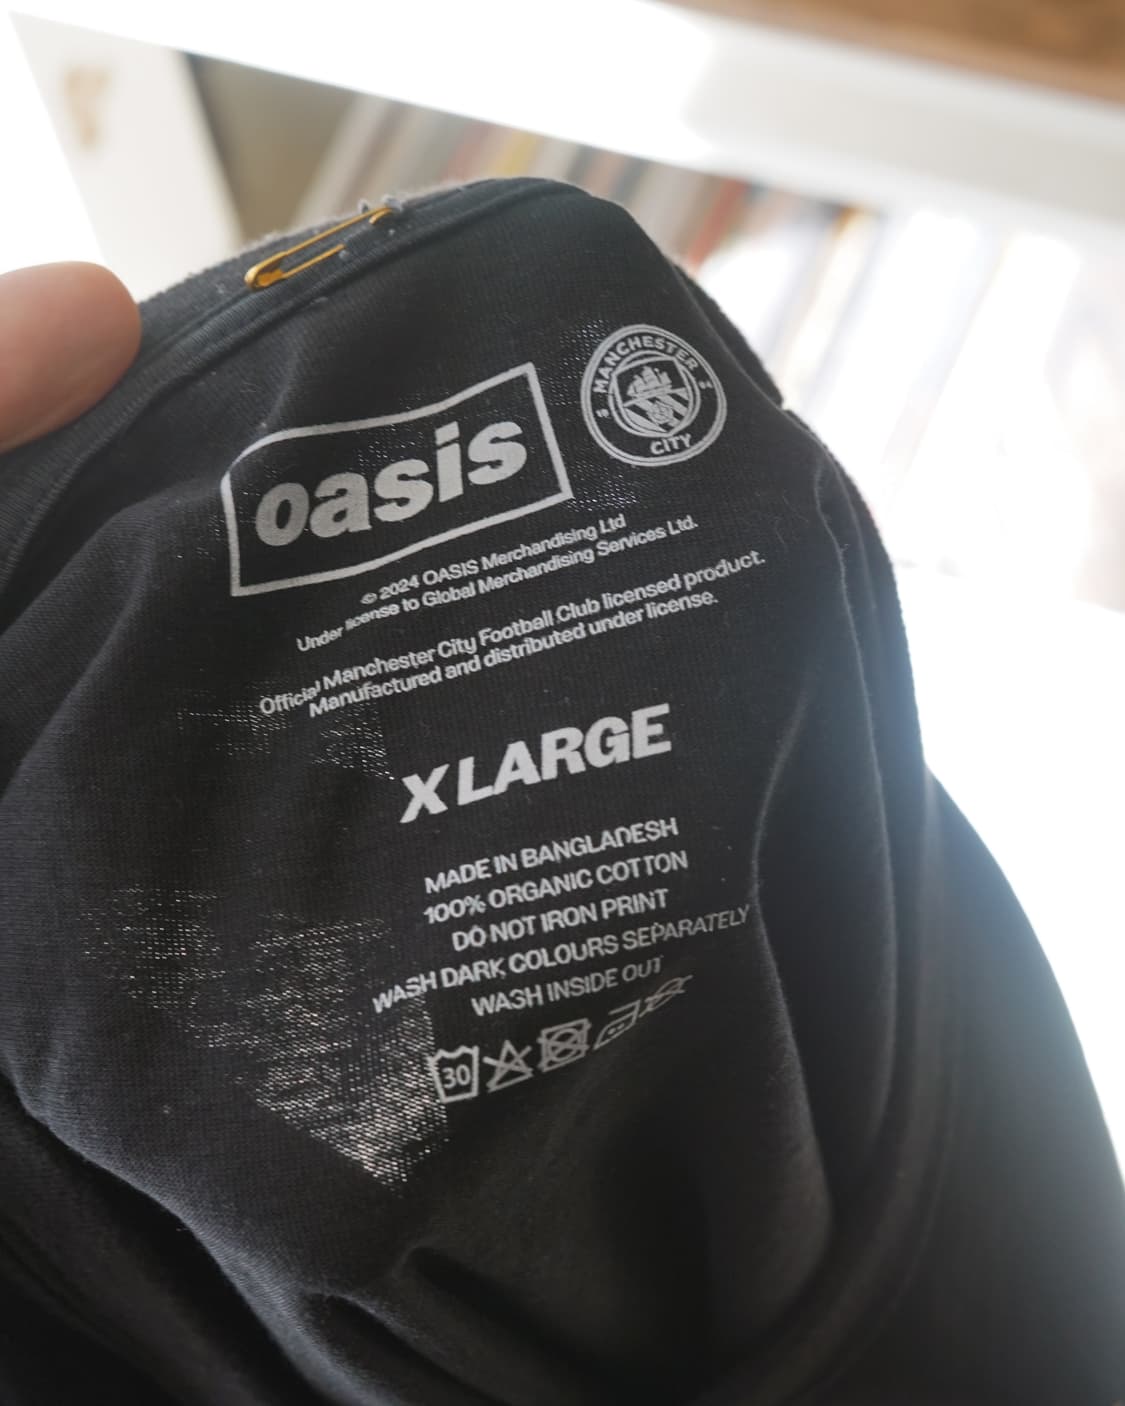 oasis
MANCHESTER
CITY
© 2024 OASIS Merchandising Ltd
Under license to Global Merchandising Services Ltd.
Official Manchester City Football Club licensed product.
Manufactured and distributed under license.
X LARGE
MADE IN BANGLADESH
100% ORGANIC COTTON
DO NOT IRON PRINT
WASH DARK COLOURS SEPARATELY
WASH INSIDE OUT
30